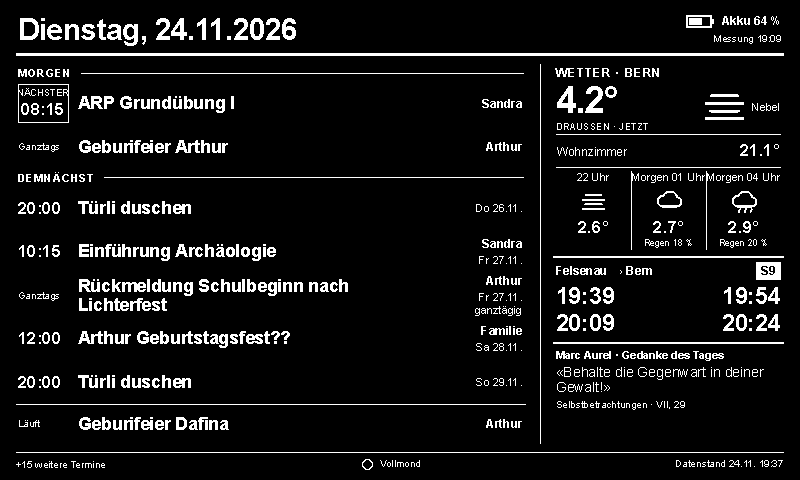 Dienstag, 24.11.2026
Akku 64 %
Messung 19:09
MORGEN
NÄCHSTER
08:15
ARP Grundübung I
Sandra
Ganztags
Geburifeier Arthur
Arthur
DEMNÄCHST
20:00
Türli duschen
Do 26.11.
10:15
Einführung Archäologie
Sandra
Fr 27.11.
Ganztags
Rückmeldung Schulbeginn nach
Lichterfest
Arthur
Fr 27.11.
ganztägig
12:00
Arthur Geburtstagsfest??
Familie
Sa 28.11.
20:00
Türli duschen
So 29.11.
Läuft
Geburifeier Dafina
Arthur
WETTER · BERN
4.2°
Nebel
DRAUSSEN · JETZT
Wohnzimmer
21.1°
22 Uhr
Morgen 01 Uhr
Morgen 04 Uhr
2.6°
2.7°
2.9°
Regen 18 %
Regen 20 %
Felsenau → Bern
S9
19:39
19:54
20:09
20:24
Marc Aurel · Gedanke des Tages
«Behalte die Gegenwart in deiner
Gewalt!»
Selbstbetrachtungen · VII, 29
+15 weitere Termine
Vollmond
Datenstand 24.11. 19:37